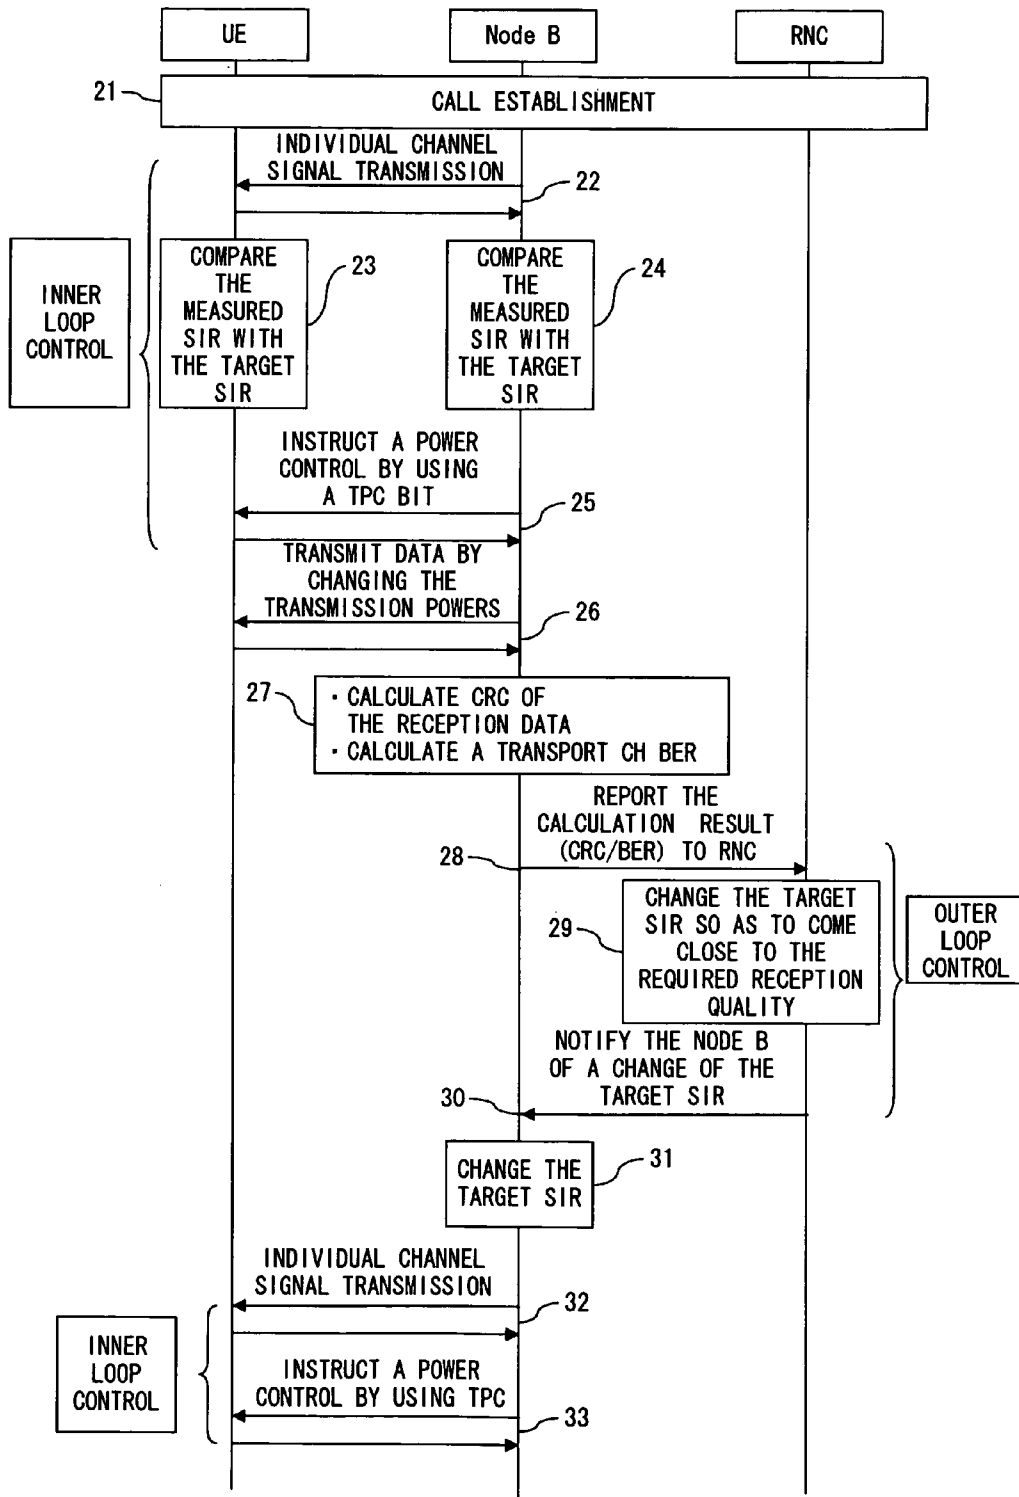 UE
Node B
RNC
21
CALL ESTABLISHMENT
INDIVIDUAL CHANNEL
SIGNAL TRANSMISSION
22
INNER
LOOP
CONTROL
COMPARE
THE
MEASURED
SIR WITH
THE TARGET
SIR
23
COMPARE
THE
MEASURED
SIR WITH
THE TARGET
SIR
24
INSTRUCT A POWER
CONTROL BY USING
A TPC BIT
25
TRANSMIT DATA BY
CHANGING THE
TRANSMISSION POWERS
26
27
・CALCULATE CRC OF
THE RECEPTION DATA
・CALCULATE A TRANSPORT CH BER
REPORT THE
CALCULATION RESULT
(CRC/BER) TO RNC
28
29
CHANGE THE TARGET
SIR SO AS TO COME
CLOSE TO THE
REQUIRED RECEPTION
QUALITY
OUTER
LOOP
CONTROL
NOTIFY THE NODE B
OF A CHANGE OF THE
TARGET SIR
30
CHANGE THE
TARGET SIR
31
INDIVIDUAL CHANNEL
SIGNAL TRANSMISSION
32
INNER
LOOP
CONTROL
INSTRUCT A POWER
CONTROL BY USING TPC
33